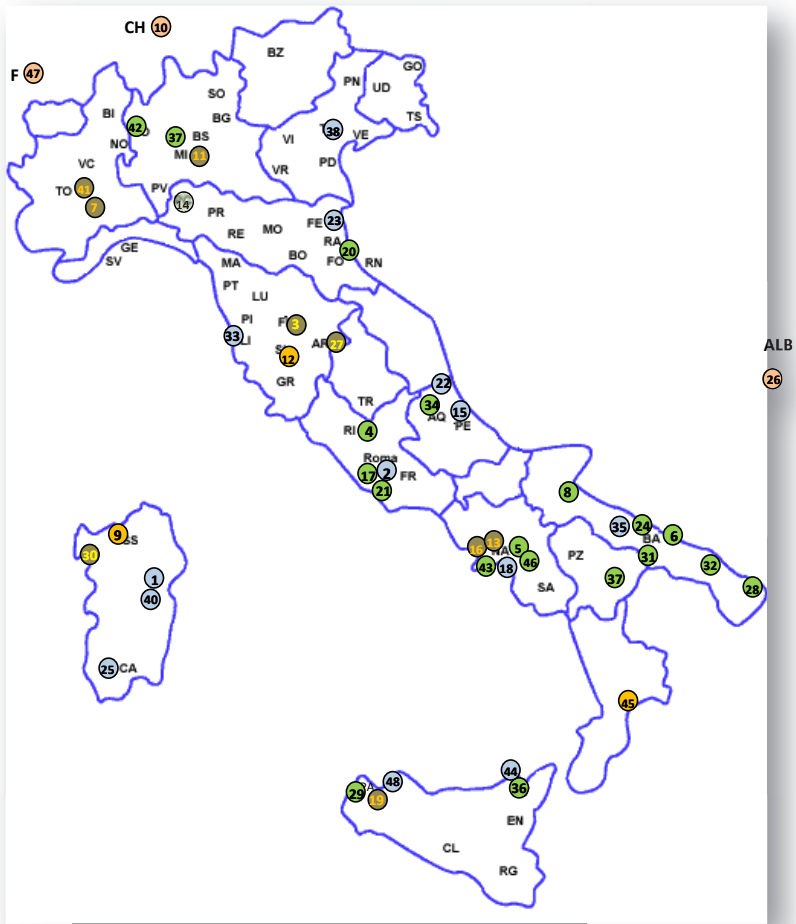 CH 10
F 47
BZ
GO
PN
UD
SO
BI
BG
TS
42
37
BS
VI
38
VE
NO
MI 11
VC
VR
PD
TO 41
PV
7
14
PR
FE 23
RE
MO
RA
20
GE
BO
FO
RN
SV
MA
PT
LU
PI
3
33
LI
AR 27
ALB
12
26
GR
22
TR
34
15
AQ
PE
RI 4
Roma
17
2
FR
21
8
9
SS
35
24
6
BA
30
16
13
NA
5
PZ
31
43
18
46
32
1
37
28
40
SA
25 CA
45
44
48
36
29
19
EN
CL
RG